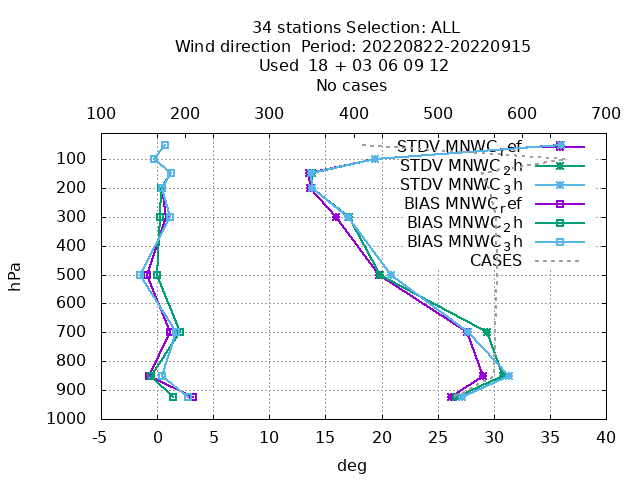 34 stations Selection: ALL
Wind direction  Period: 20220822-20220915
Used  18 + 03 06 09 12
No cases
100 200 300 400 500 600 700
STDV MNWC_ref
STDV MNWC_2h
STDV MNWC_3h
BIAS MNWC_ref
BIAS MNWC_2h
BIAS MNWC_3h
CASES
hPa
100
200
300
400
500
600
700
800
900
1000
-5 0 5 10 15 20 25 30 35 40
deg